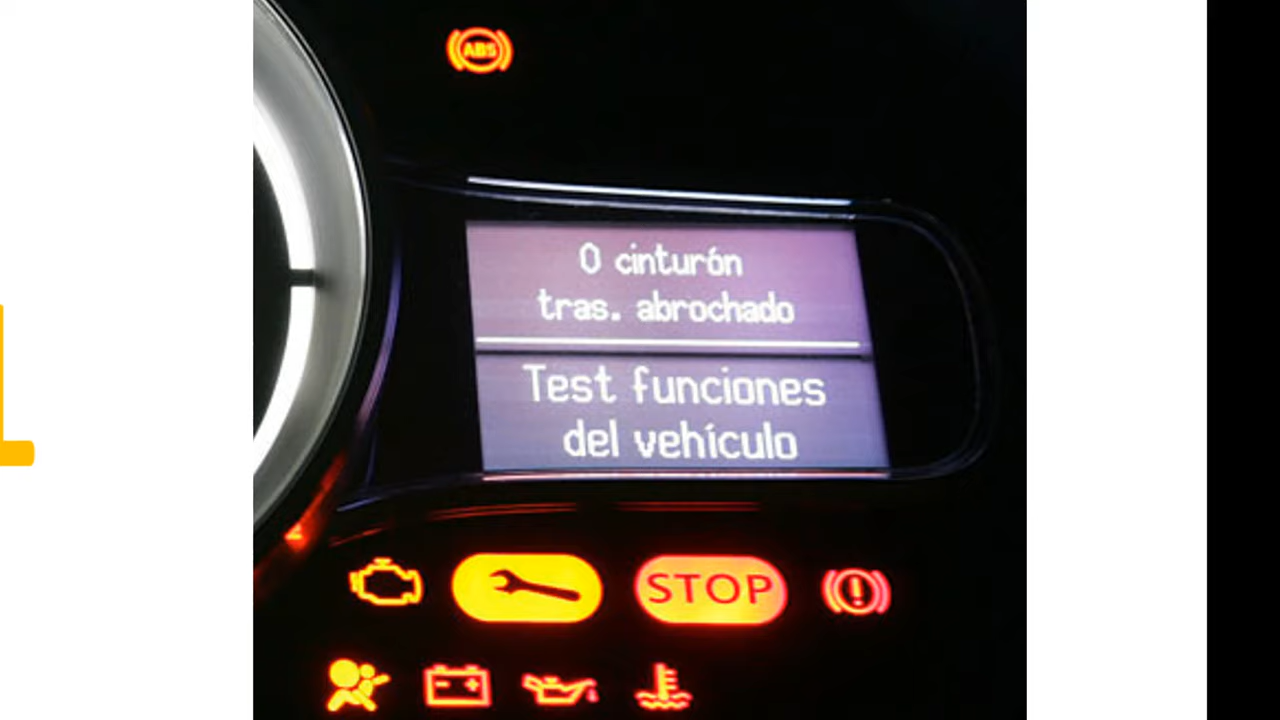 ABS
0 cinturón
tras. abrochado
Test funciones
del vehículo
STOP